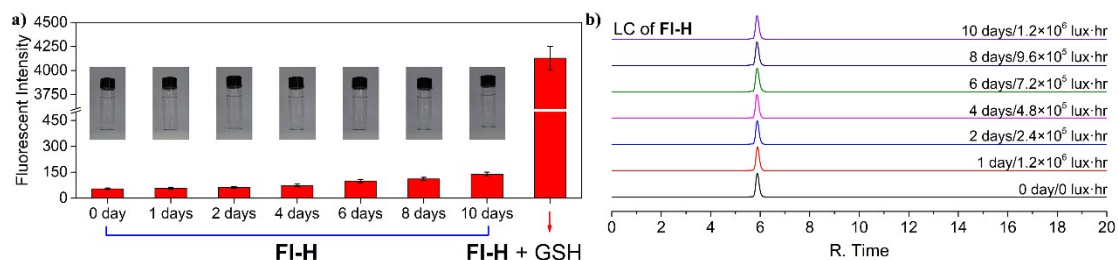 a)
4500
4250
4000
3750
450
300
150
0
Fluorescent Intensity
0 day 1 days 2 days 4 days 6 days 8 days 10 days
FI-H FI-H + GSH
b)
LC of FI-H
10 days/1.2×10⁶ lux·hr
8 days/9.6×10⁵ lux·hr
6 days/7.2×10⁵ lux·hr
4 days/4.8×10⁵ lux·hr
2 days/2.4×10⁵ lux·hr
1 day/1.2×10⁶ lux·hr
0 day/0 lux·hr
0 2 4 6 8 10 12 14 16 18 20
R. Time